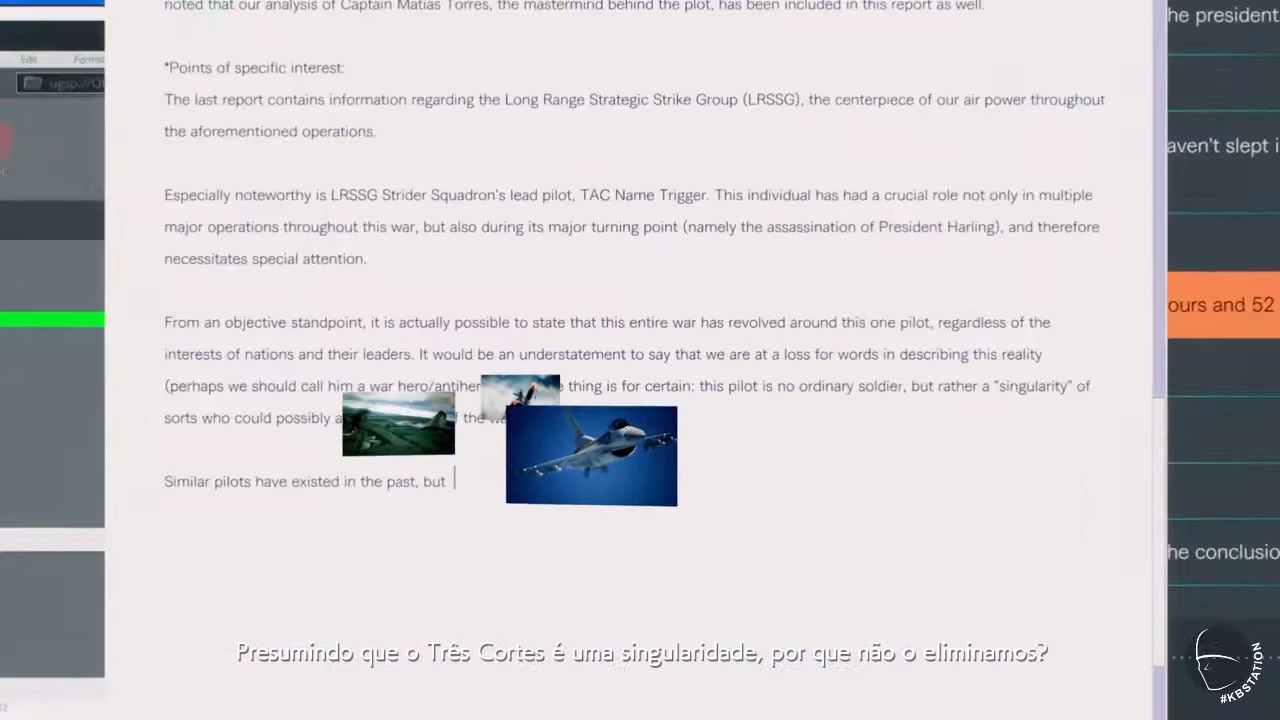 noted that our analysis of Captain Matias Torres, the mastermind behind the plot, has been included in this report as well.
he president
Edit Format
ugsp://Q
*Points of specific interest:
The last report contains information regarding the Long Range Strategic Strike Group (LRSSG), the centerpiece of our air power throughout
the aforementioned operations.
aven't slept i
Especially noteworthy is LRSSG Strider Squadron's lead pilot, TAC Name Trigger. This individual has had a crucial role not only in multiple
major operations throughout this war, but also during its major turning point (namely the assassination of President Harling), and therefore
necessitates special attention.
ours and 52
From an objective standpoint, it is actually possible to state that this entire war has revolved around this one pilot, regardless of the
interests of nations and their leaders. It would be an understatement to say that we are at a loss for words in describing this reality
(perhaps we should call him a war hero/antiher thing is for certain: this pilot is no ordinary soldier, but rather a "singularity" of
sorts who could possibly a the w
Similar pilots have existed in the past, but
he conclusio
Presumindo que o Três Cortes é uma singularidade, por que não o eliminamos?
#KBSTATION